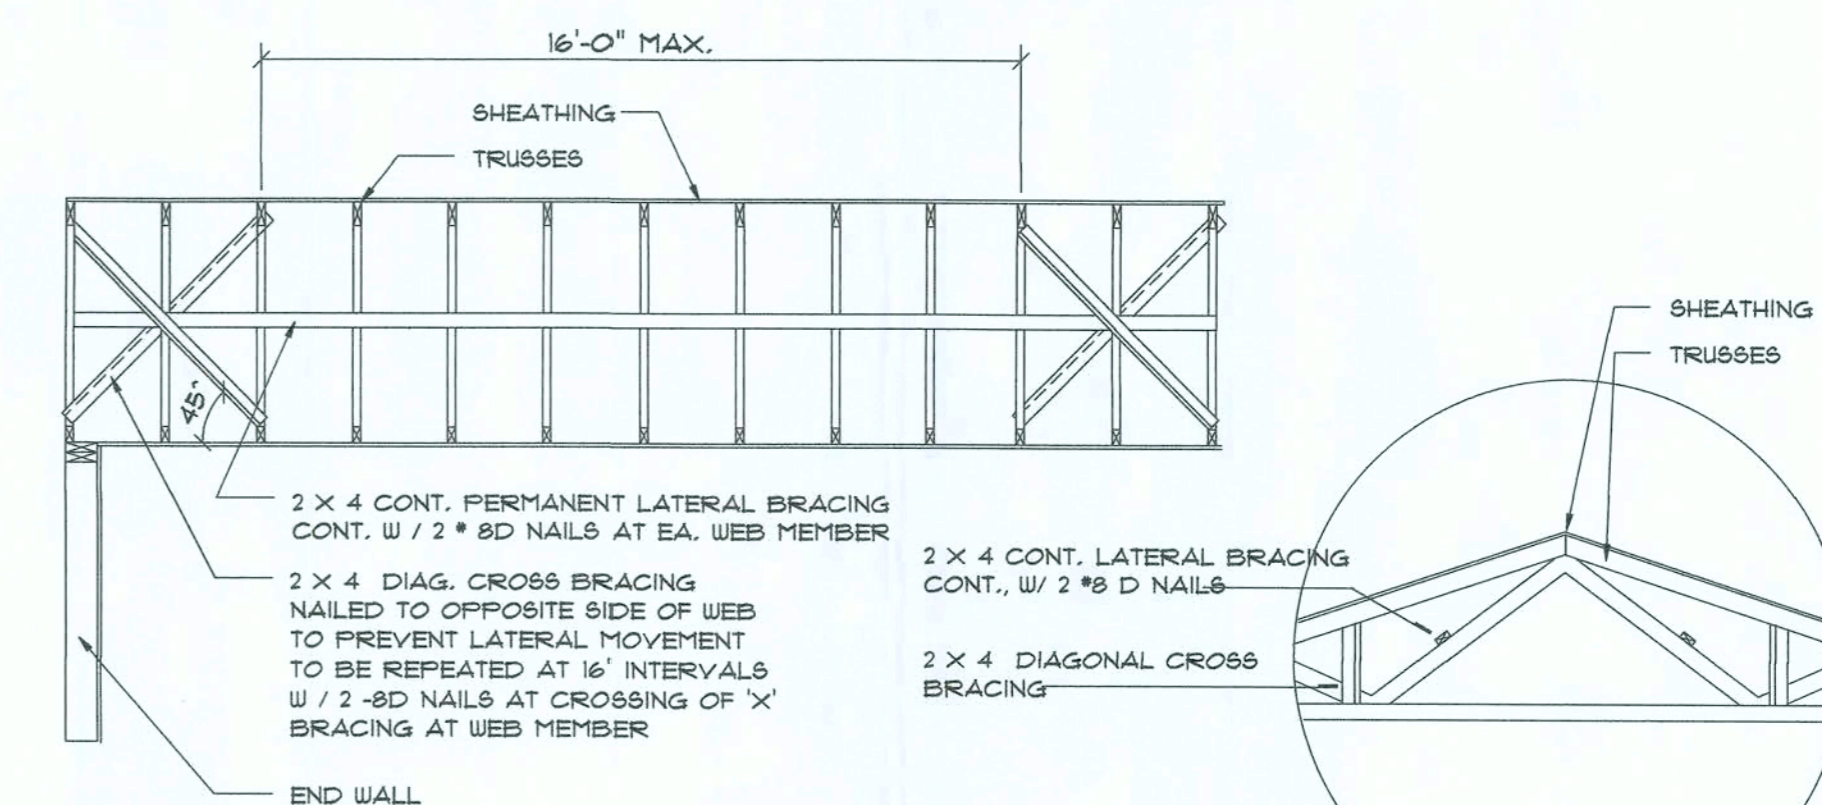 16'-0" MAX.
SHEATHING
TRUSSES
45°
2 X 4 CONT. PERMANENT LATERAL BRACING
CONT. W / 2 # 8D NAILS AT EA. WEB MEMBER
2 X 4 DIAG. CROSS BRACING
NAILED TO OPPOSITE SIDE OF WEB
TO PREVENT LATERAL MOVEMENT
TO BE REPEATED AT 16' INTERVALS
W / 2 -8D NAILS AT CROSSING OF 'X'
BRACING AT WEB MEMBER
END WALL
SHEATHING
TRUSSES
2 X 4 CONT. LATERAL BRACING
CONT., W/ 2 #8 D NAILS
2 X 4 DIAGONAL CROSS
BRACING